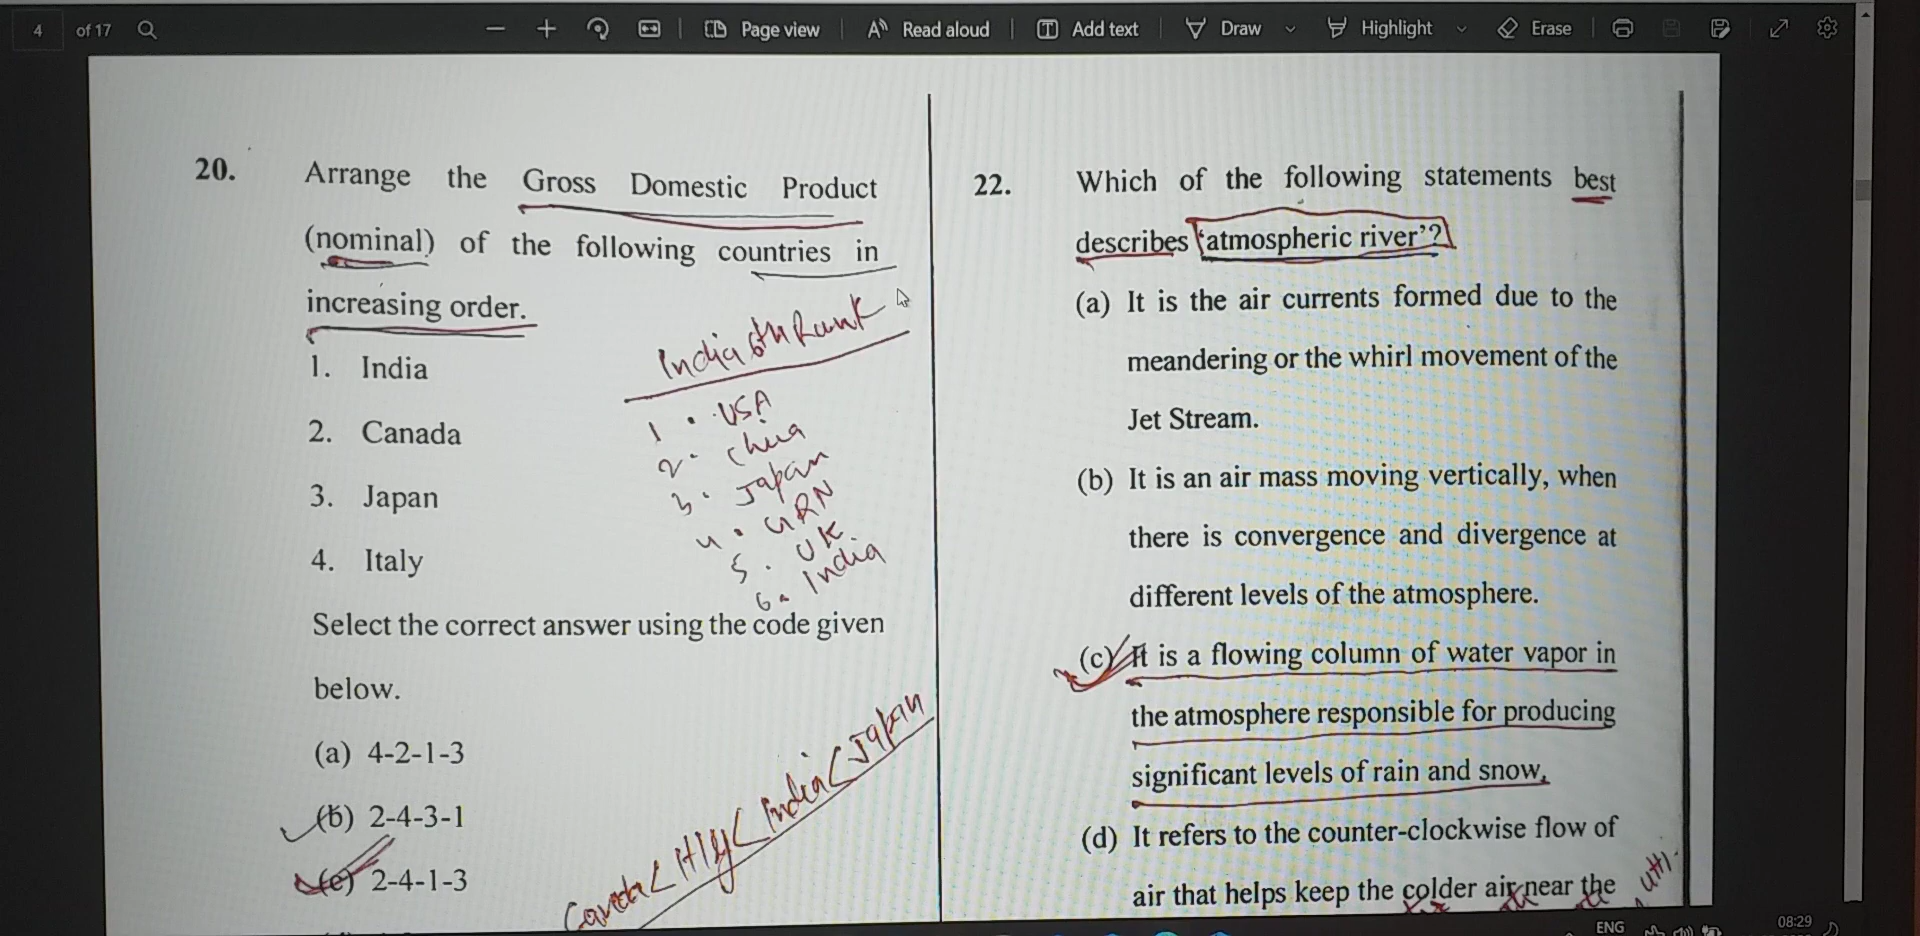 4 of 17 Page view Read aloud Add text Draw Highlight Erase
20. Arrange the Gross Domestic Product
(nominal) of the following countries in
increasing order.
1. India
2. Canada
3. Japan
4. Italy
India 6th Rank
1. USA
2. China
3. Japan
4. GRN
5. UK
6. India
Select the correct answer using the code given
below.
(a) 4-2-1-3
(b) 2-4-3-1
(c) 2-4-1-3
Canada < Italy < India < Japan
22. Which of the following statements best
describes 'atmospheric river'?
(a) It is the air currents formed due to the
meandering or the whirl movement of the
Jet Stream.
(b) It is an air mass moving vertically, when
there is convergence and divergence at
different levels of the atmosphere.
(c) It is a flowing column of water vapor in
the atmosphere responsible for producing
significant levels of rain and snow.
(d) It refers to the counter-clockwise flow of
air that helps keep the colder air near the
ENG 08:29